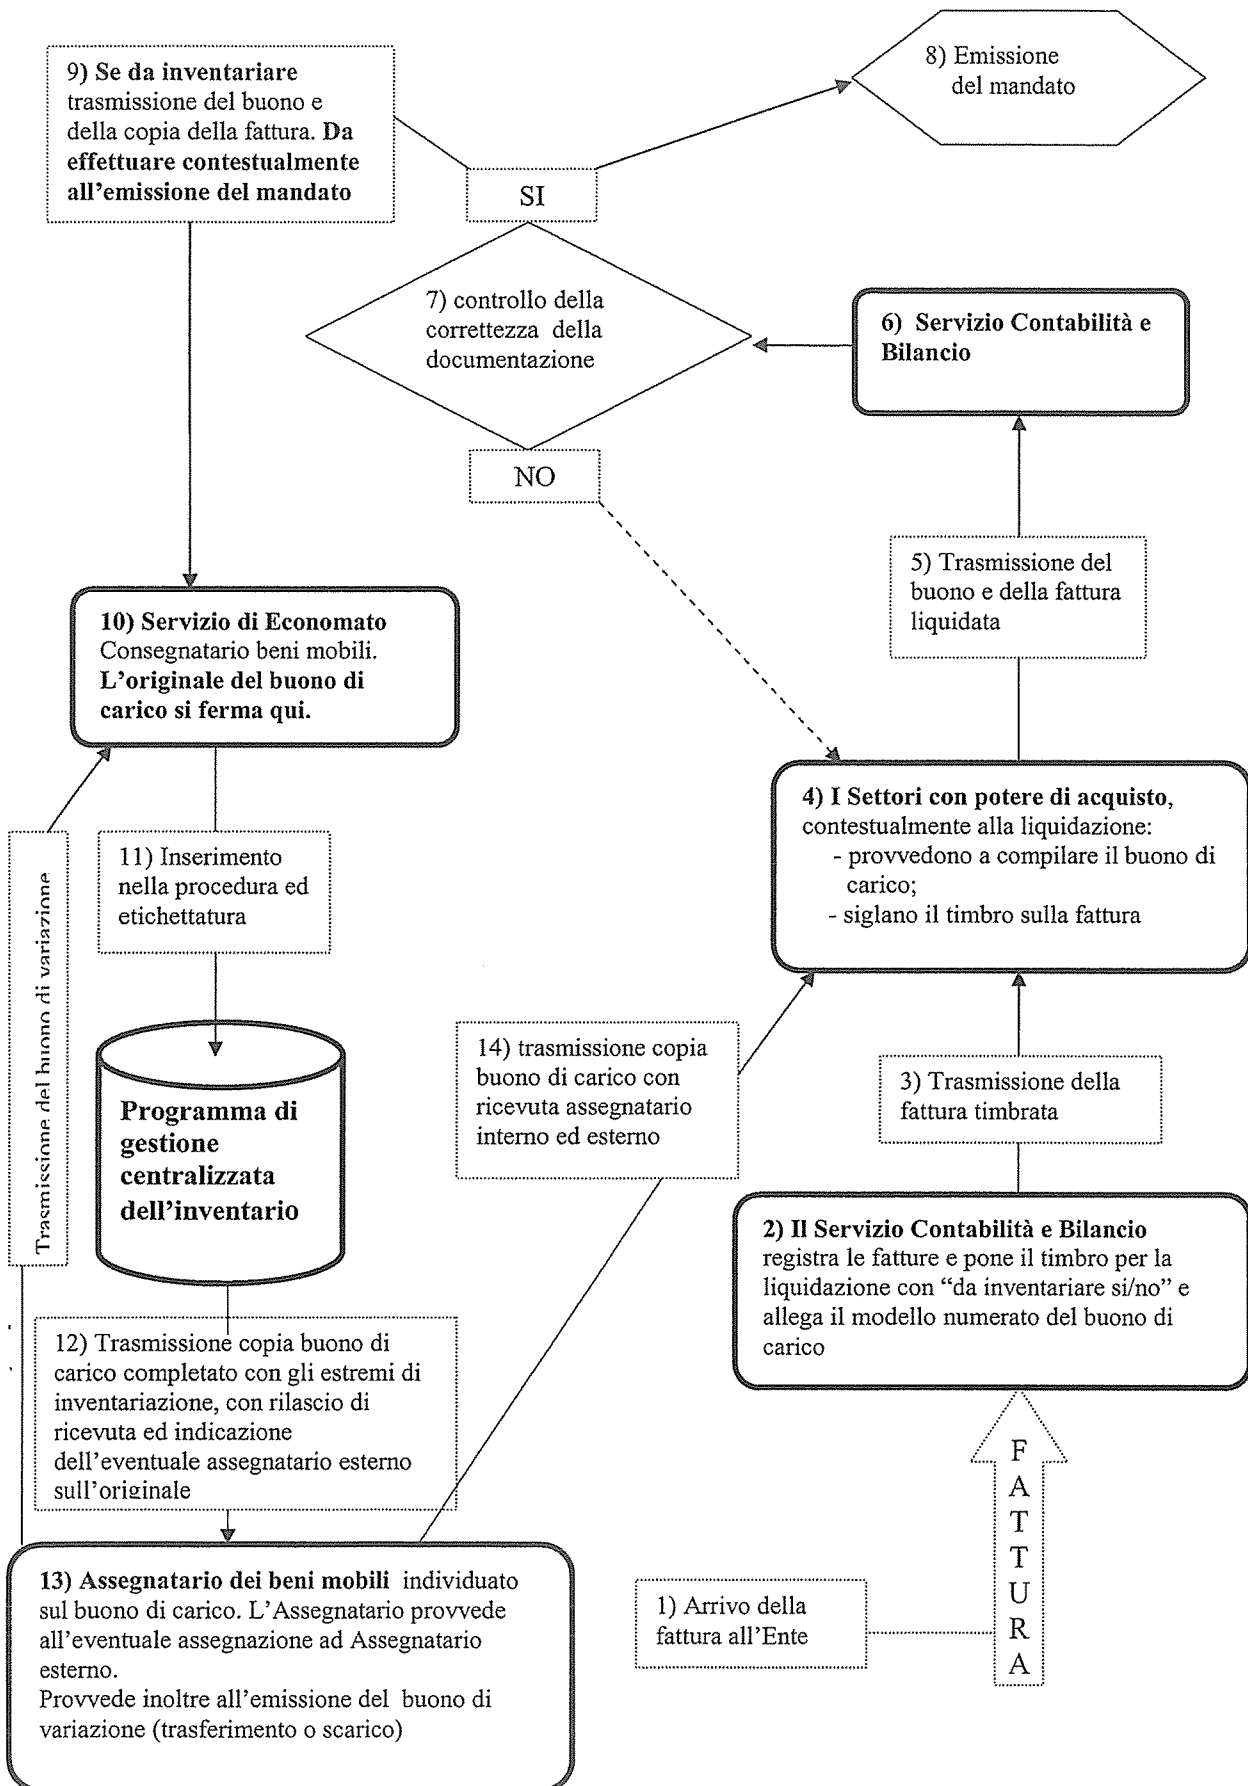 9) Se da inventariare
trasmissione del buono e
della copia della fattura. Da
effettuare contestualmente
all’emissione del mandato
8) Emissione
del mandato
SI
7) controllo della
correttezza della
documentazione
6) Servizio Contabilità e
Bilancio
NO
5) Trasmissione del
buono e della fattura
liquidata
10) Servizio di Economato
Consegnatario beni mobili.
L’originale del buono di
carico si ferma qui.
4) I Settori con potere di acquisto,
contestualmente alla liquidazione:
- provvedono a compilare il buono di
carico;
- siglano il timbro sulla fattura
Trasmissione del buono di variazione
11) Inserimento
nella procedura ed
etichettatura
14) trasmissione copia
buono di carico con
ricevuta assegnatario
interno ed esterno
3) Trasmissione della
fattura timbrata
Programma di
gestione
centralizzata
dell’inventario
2) Il Servizio Contabilità e Bilancio
registra le fatture e pone il timbro per la
liquidazione con “da inventariare si/no” e
allega il modello numerato del buono di
carico
12) Trasmissione copia buono di
carico completato con gli estremi di
inventariazione, con rilascio di
ricevuta ed indicazione
dell’eventuale assegnatario esterno
sull’originale
FATTURA
1) Arrivo della
fattura all’Ente
13) Assegnatario dei beni mobili individuato
sul buono di carico. L’Assegnatario provvede
all’eventuale assegnazione ad Assegnatario
esterno.
Provvede inoltre all’emissione del buono di
variazione (trasferimento o scarico)